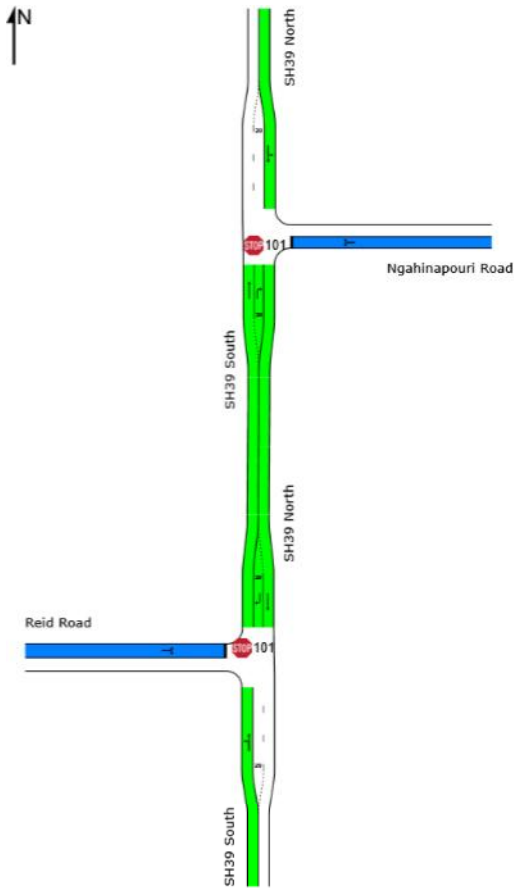 N
SH39 North
STOP 101
Ngahinapouri Road
SH39 South
SH39 North
Reid Road
STOP 101
SH39 South